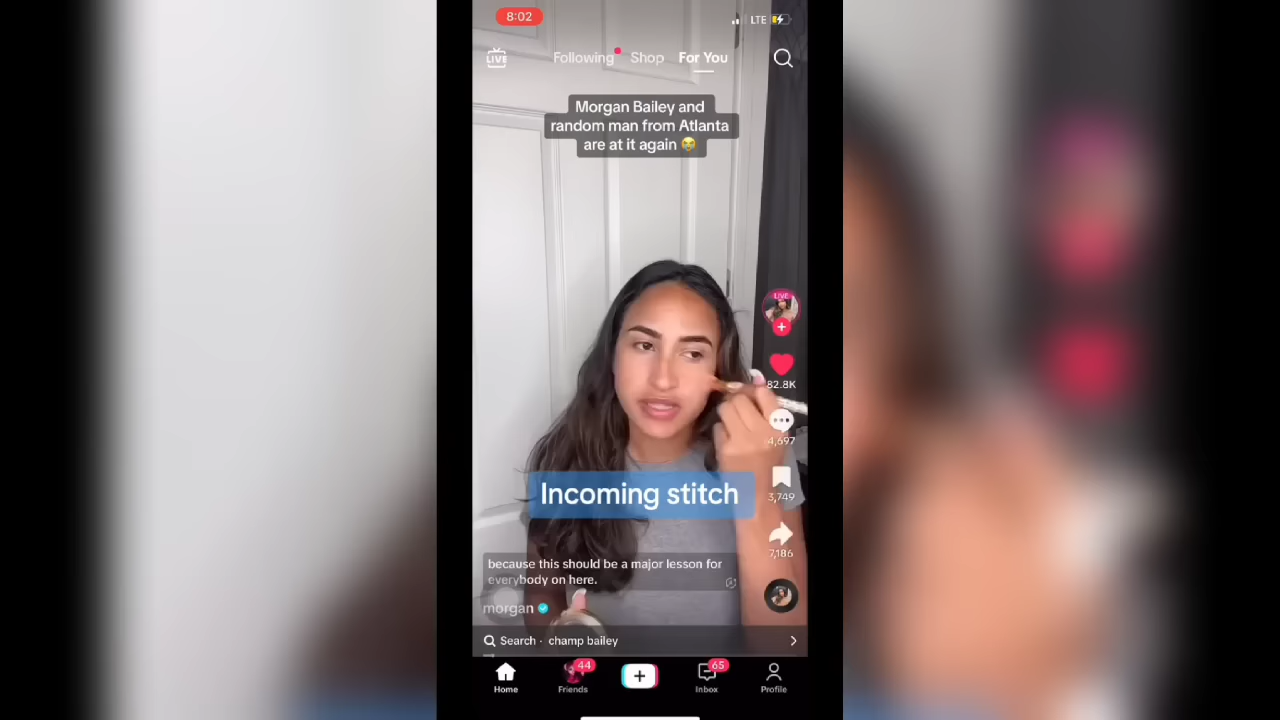 8:02
LTE
LIVE
Following
Shop
For You
Morgan Bailey and
random man from Atlanta
are at it again 😭
LIVE
82.8K
4,697
Incoming stitch
3,749
7,186
because this should be a major lesson for
everybody on here.
morgan
Search · champ bailey
44
65
Home
Friends
Inbox
Profile